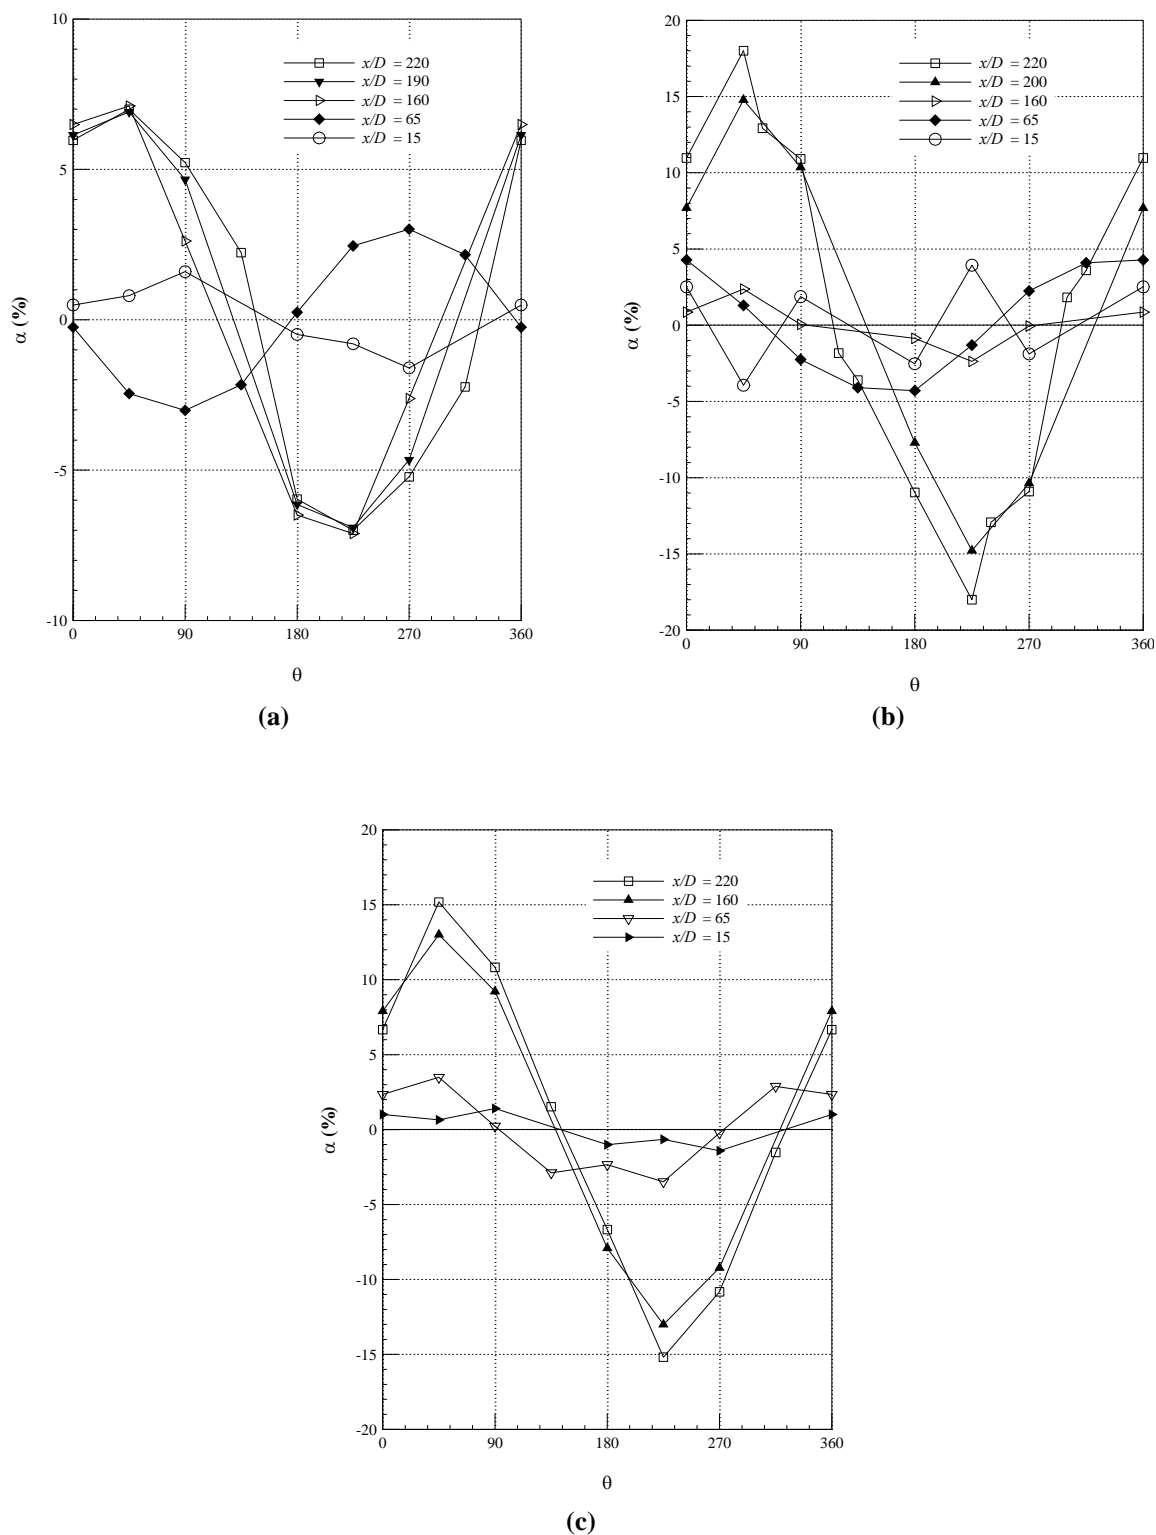 10
5
0
-5
-10
α (%)
x/D = 220
x/D = 190
x/D = 160
x/D = 65
x/D = 15
0 90 180 270 360
θ
(a)
20
15
10
5
0
-5
-10
-15
-20
α (%)
x/D = 220
x/D = 200
x/D = 160
x/D = 65
x/D = 15
0 90 180 270 360
θ
(b)
20
15
10
5
0
-5
-10
-15
-20
α (%)
x/D = 220
x/D = 160
x/D = 65
x/D = 15
0 90 180 270 360
θ
(c)